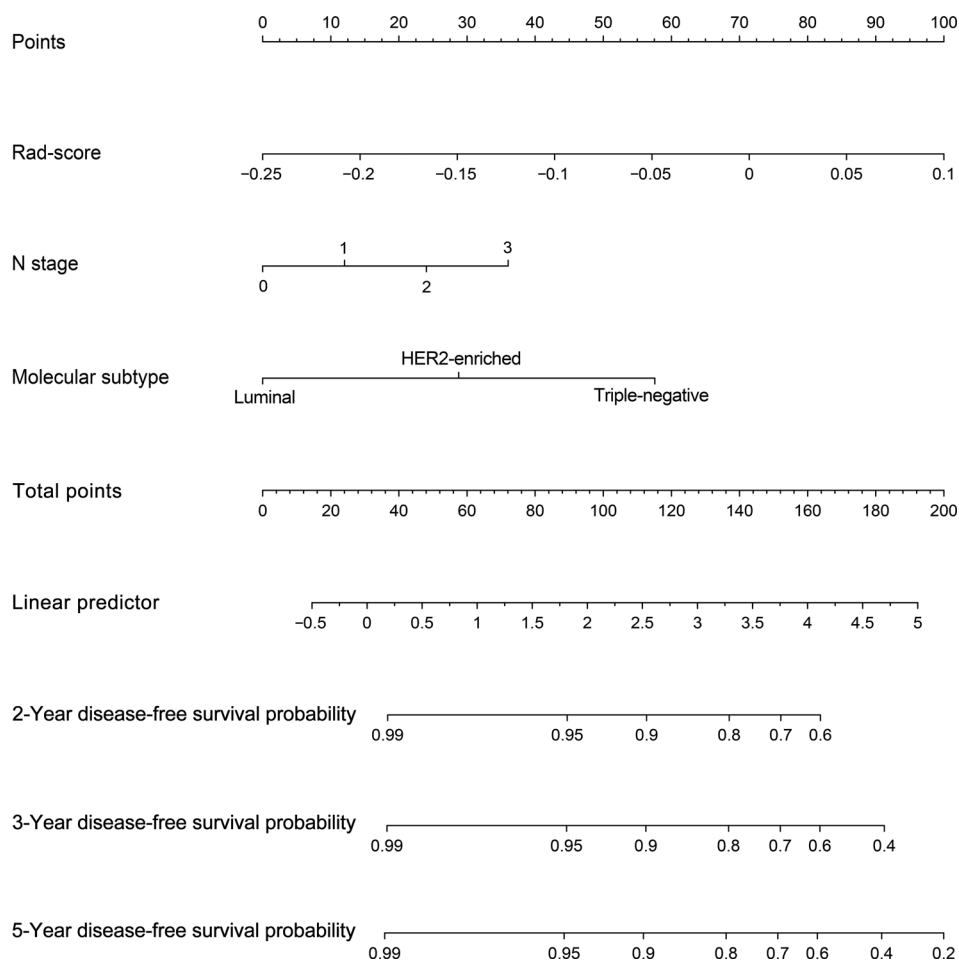 0 10 20 30 40 50 60 70 80 90 100
Points
Rad-score
−0.25 −0.2 −0.15 −0.1 −0.05 0 0.05 0.1
1 3
N stage
0 2
HER2-enriched
Molecular subtype
Luminal Triple-negative
Total points
0 20 40 60 80 100 120 140 160 180 200
Linear predictor
−0.5 0 0.5 1 1.5 2 2.5 3 3.5 4 4.5 5
2-Year disease-free survival probability
0.99 0.95 0.9 0.8 0.7 0.6
3-Year disease-free survival probability
0.99 0.95 0.9 0.8 0.7 0.6 0.4
5-Year disease-free survival probability
0.99 0.95 0.9 0.8 0.7 0.6 0.4 0.2